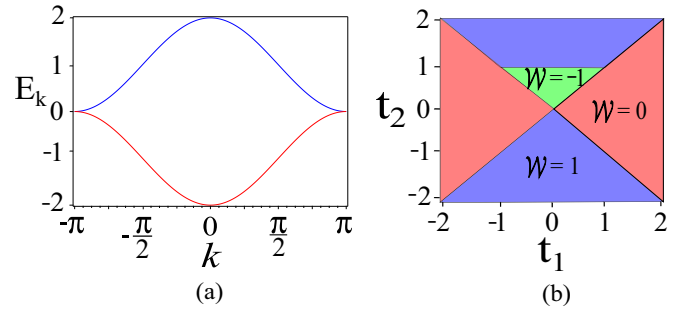 2
1
E_k
0
-1
-2
-π -π/2 0 π/2 π
k
(a)
2
1
t_2
0
-1
-2
𝒲 = -1
𝒲 = 0
𝒲 = 1
-2 -1 0 1 2
t_1
(b)